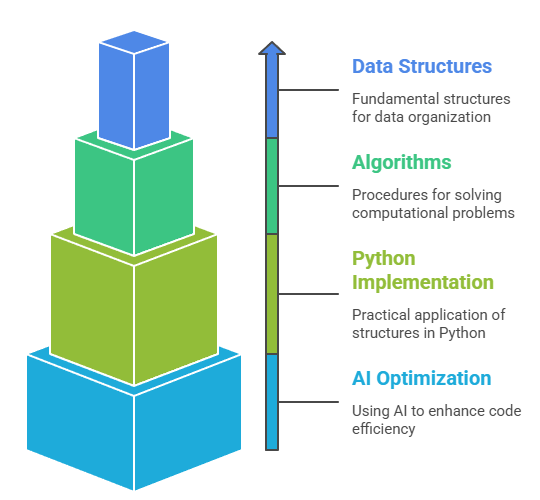 Data Structures
Fundamental structures
for data organization
Algorithms
Procedures for solving
computational problems
Python
Implementation
Practical application of
structures in Python
AI Optimization
Using AI to enhance code
efficiency